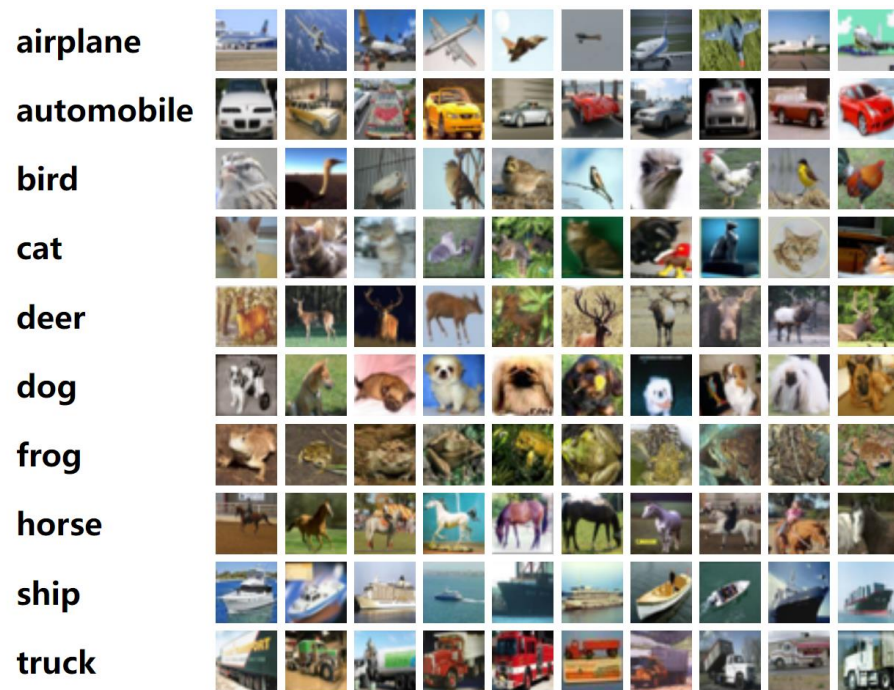 airplane
automobile
bird
cat
deer
dog
frog
horse
ship
truck